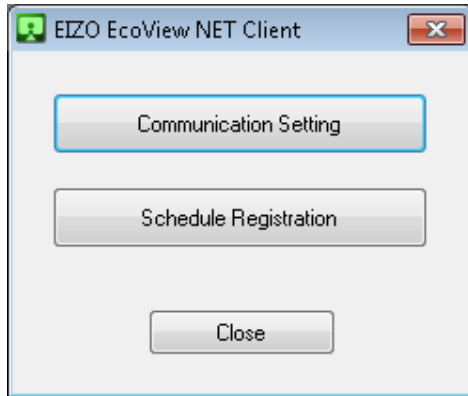 EIZO EcoView NET Client
Communication Setting
Schedule Registration
Close